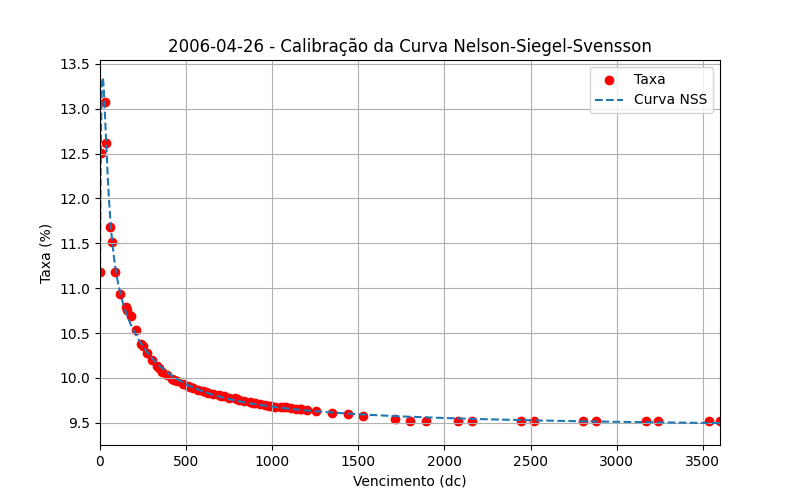 2006-04-26 - Calibração da Curva Nelson-Siegel-Svensson
Taxa
Curva NSS
Taxa (%)
13.5
13.0
12.5
12.0
11.5
11.0
10.5
10.0
9.5
0 500 1000 1500 2000 2500 3000 3500
Vencimento (dc)